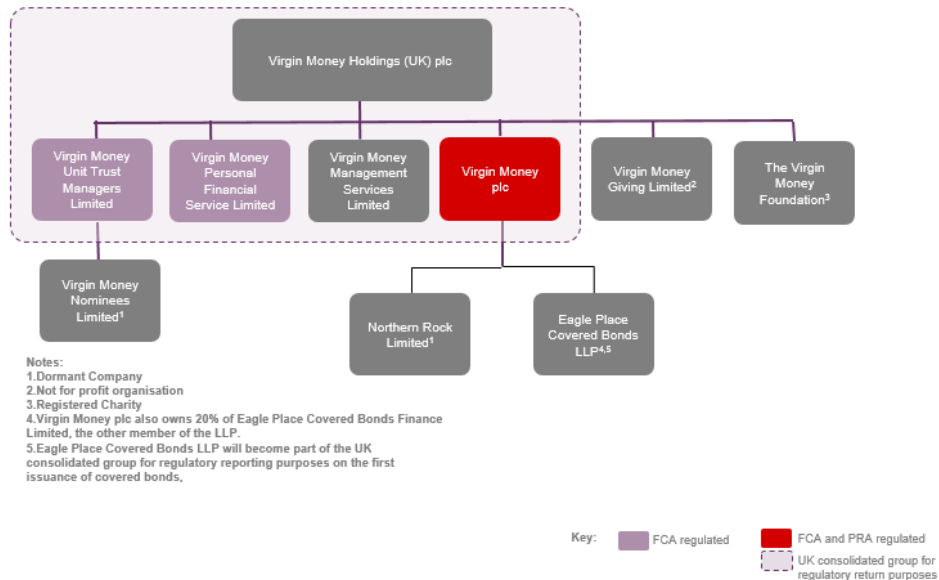 Virgin Money Holdings (UK) plc
Virgin Money
Unit Trust
Managers
Limited
Virgin Money
Personal
Financial
Service Limited
Virgin Money
Management
Services
Limited
Virgin Money
plc
Virgin Money
Giving Limited²
The Virgin
Money
Foundation³
Virgin Money
Nominees
Limited¹
Northern Rock
Limited¹
Eagle Place
Covered Bonds
LLP⁴,⁵
Notes:
1.Dormant Company
2.Not for profit organisation
3.Registered Charity
4.Virgin Money plc also owns 20% of Eagle Place Covered Bonds Finance
Limited, the other member of the LLP.
5.Eagle Place Covered Bonds LLP will become part of the UK
consolidated group for regulatory reporting purposes on the first
issuance of covered bonds,
Key:
FCA regulated
FCA and PRA regulated
UK consolidated group for
regulatory return purposes